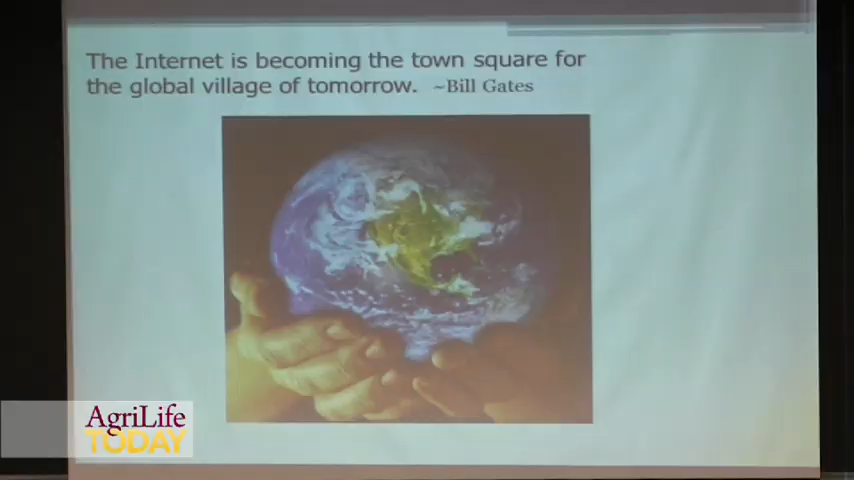 The Internet is becoming the town square for
the global village of tomorrow. ~Bill Gates
AgriLife
TODAY